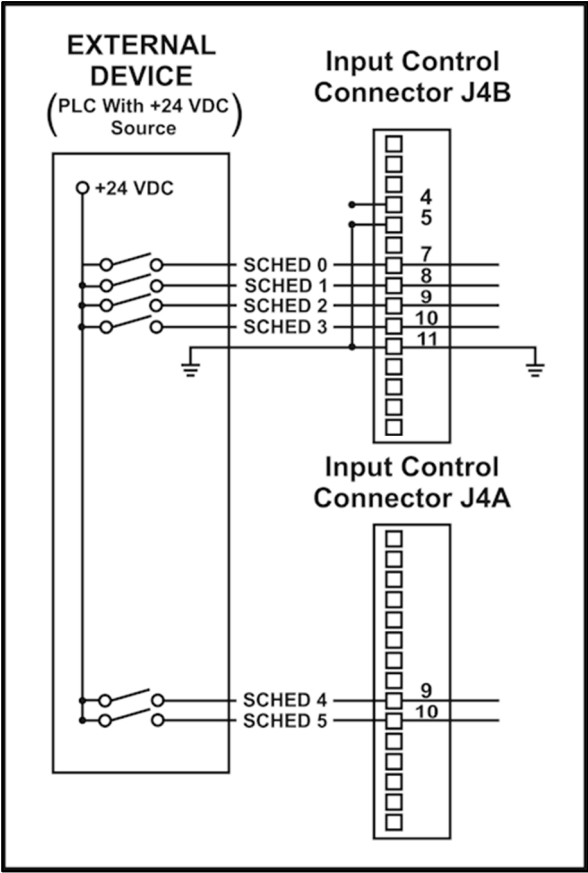 EXTERNAL
DEVICE
(PLC With +24 VDC
Source)
Input Control
Connector J4B
+24 VDC
4
5
SCHED 0
7
SCHED 1
8
SCHED 2
9
SCHED 3
10
11
Input Control
Connector J4A
SCHED 4
9
SCHED 5
10